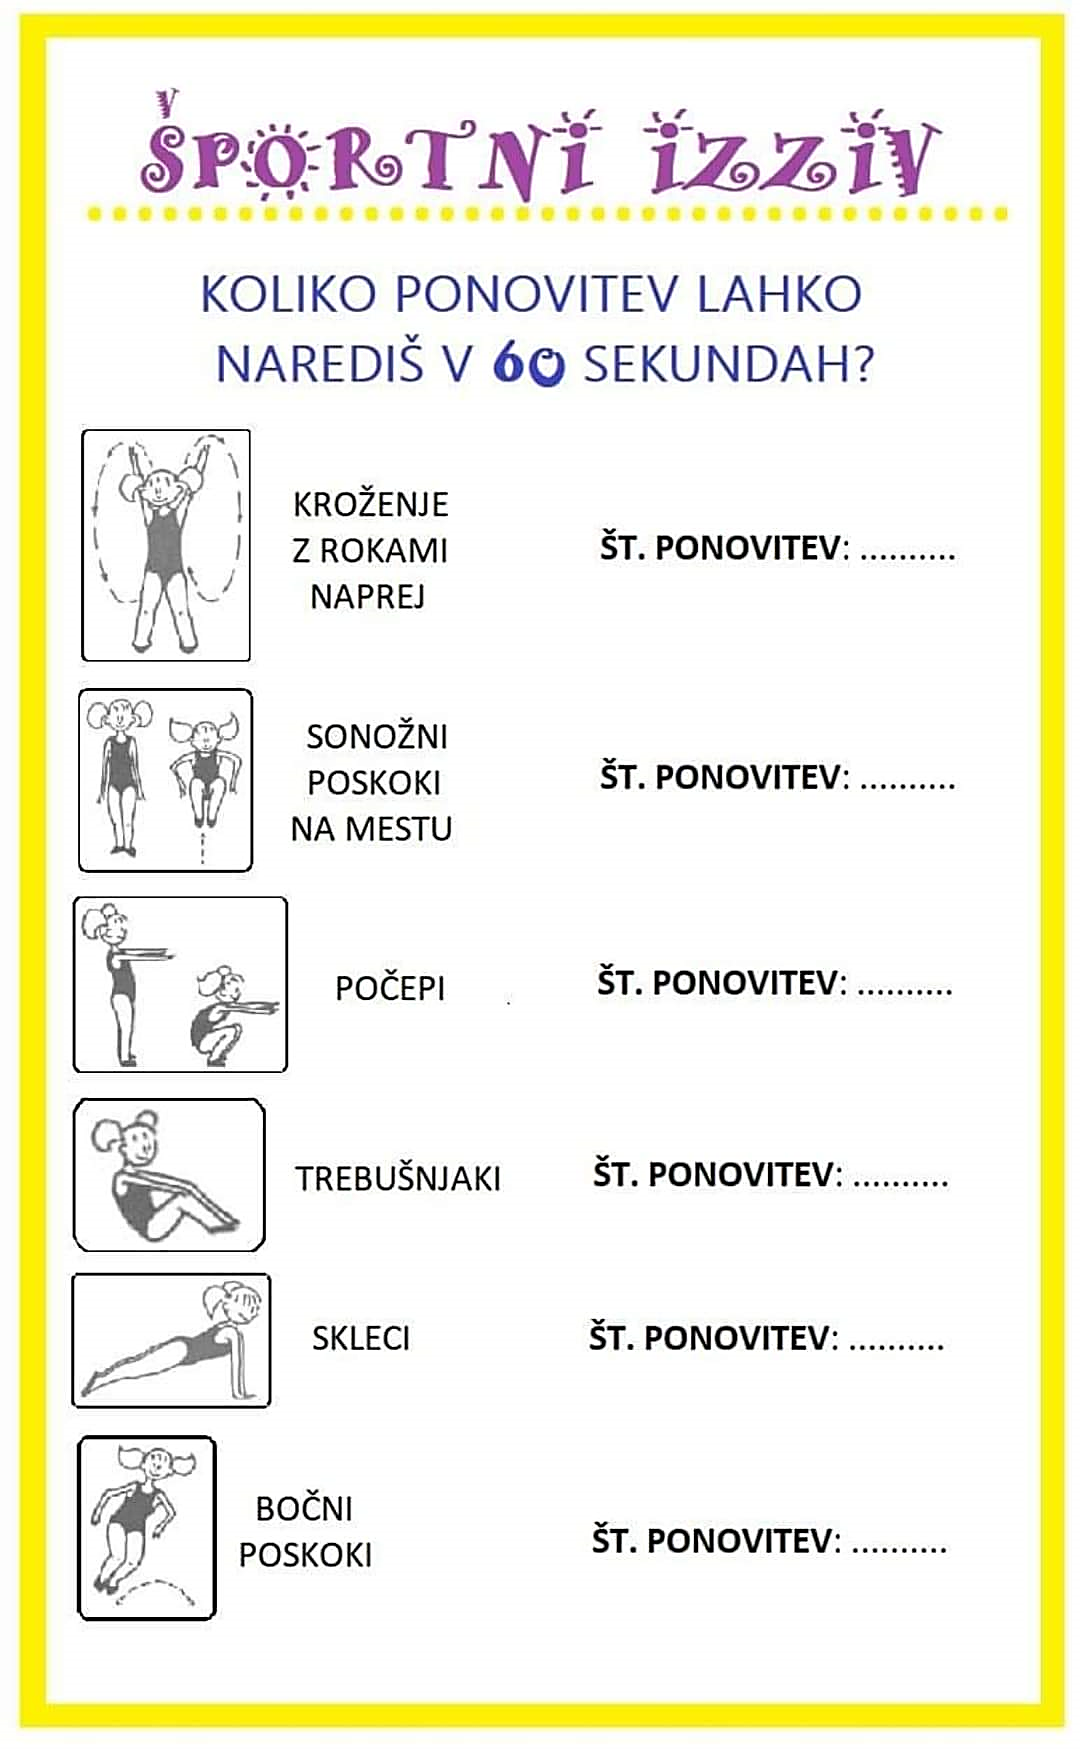 ŠPORTNI IZZIV
KOLIKO PONOVITEV LAHKO
NAREDIŠ V 60 SEKUNDAH?
KROŽENJE
Z ROKAMI
NAPREJ
ŠT. PONOVITEV: ..........
SONOŽNI
POSKOKI
NA MESTU
ŠT. PONOVITEV: ..........
POČEPI
ŠT. PONOVITEV: ..........
TREBUŠNJAKI
ŠT. PONOVITEV: ..........
SKLECI
ŠT. PONOVITEV: ..........
BOČNI
POSKOKI
ŠT. PONOVITEV: ..........